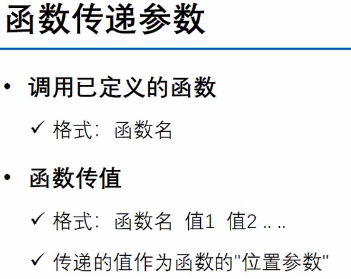 函数传递参数
• 调用已定义的函数
✓ 格式：函数名
• 函数传值
✓ 格式：函数名 值1 值2 .. ..
✓ 传递的值作为函数的"位置参数"